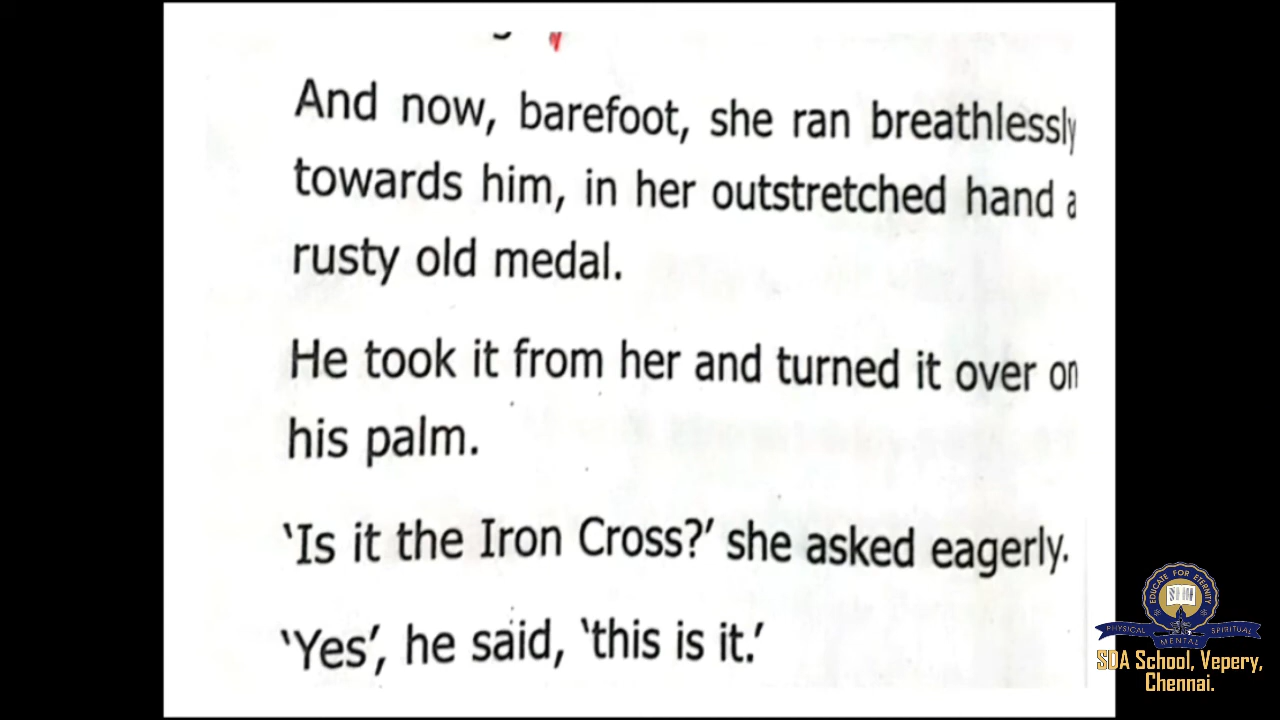 And now, barefoot, she ran breathlessly
towards him, in her outstretched hand a
rusty old medal.
He took it from her and turned it over on
his palm.
'Is it the Iron Cross?' she asked eagerly.
'Yes', he said, 'this is it.'
EDUCATE FOR ETERNITY
PHYSICAL MENTAL SPIRITUAL
SDA School, Vepery,
Chennai.